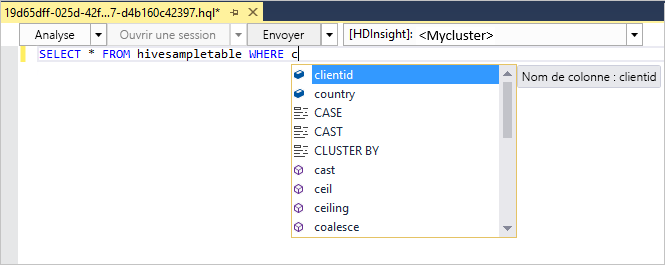 19d65dff-025d-42f...7-d4b160c42397.hql*
Analyse Ouvrir une session Envoyer [HDInsight]: <Mycluster>
SELECT * FROM hivesampletable WHERE c
clientid Nom de colonne : clientid
country
CASE
CAST
CLUSTER BY
cast
ceil
ceiling
coalesce